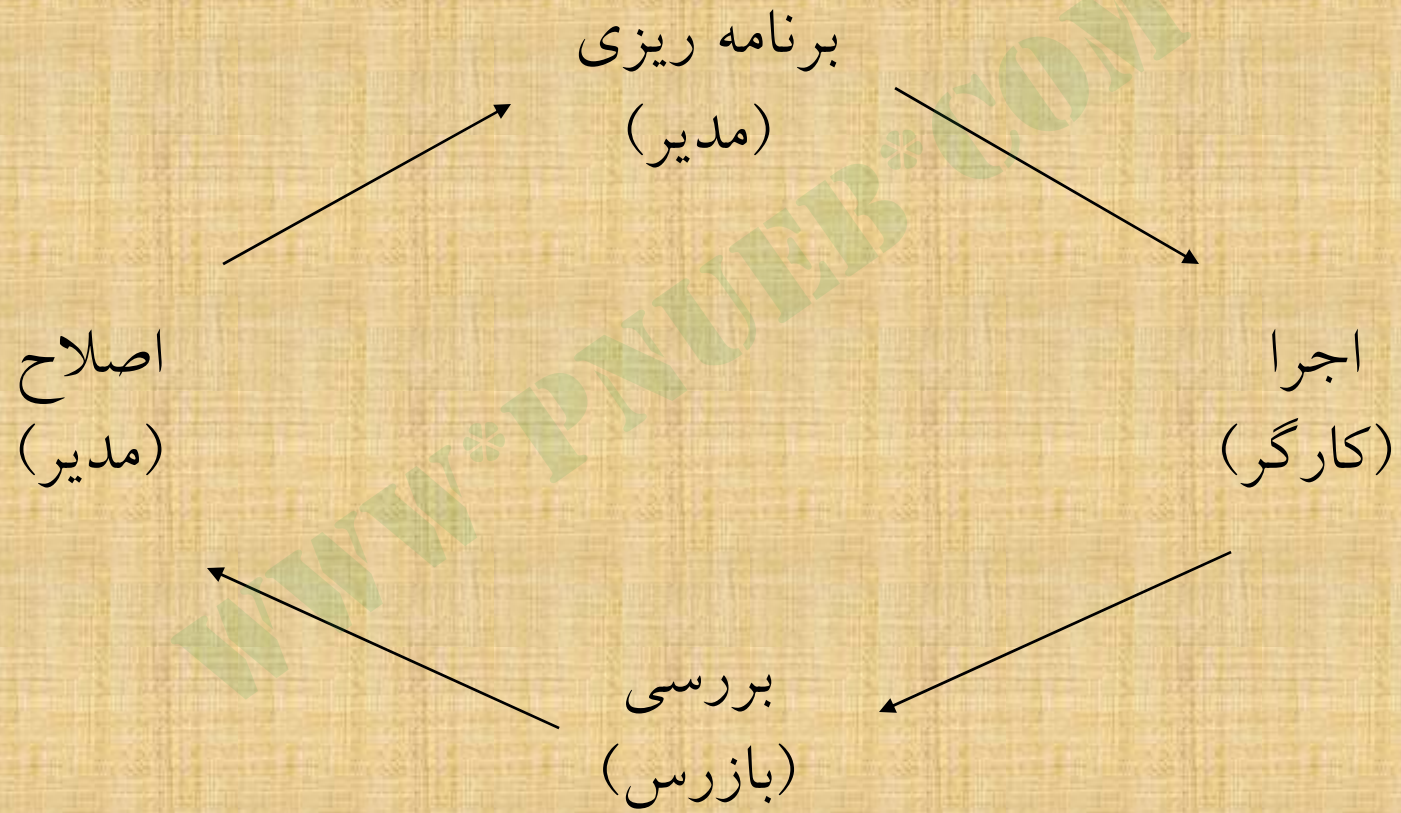 برنامه ریزی
(مدیر)
اجرا
(کارگر)
بررسی
(بازرس)
اصلاح
(مدیر)
WWW*PNUEB*COM